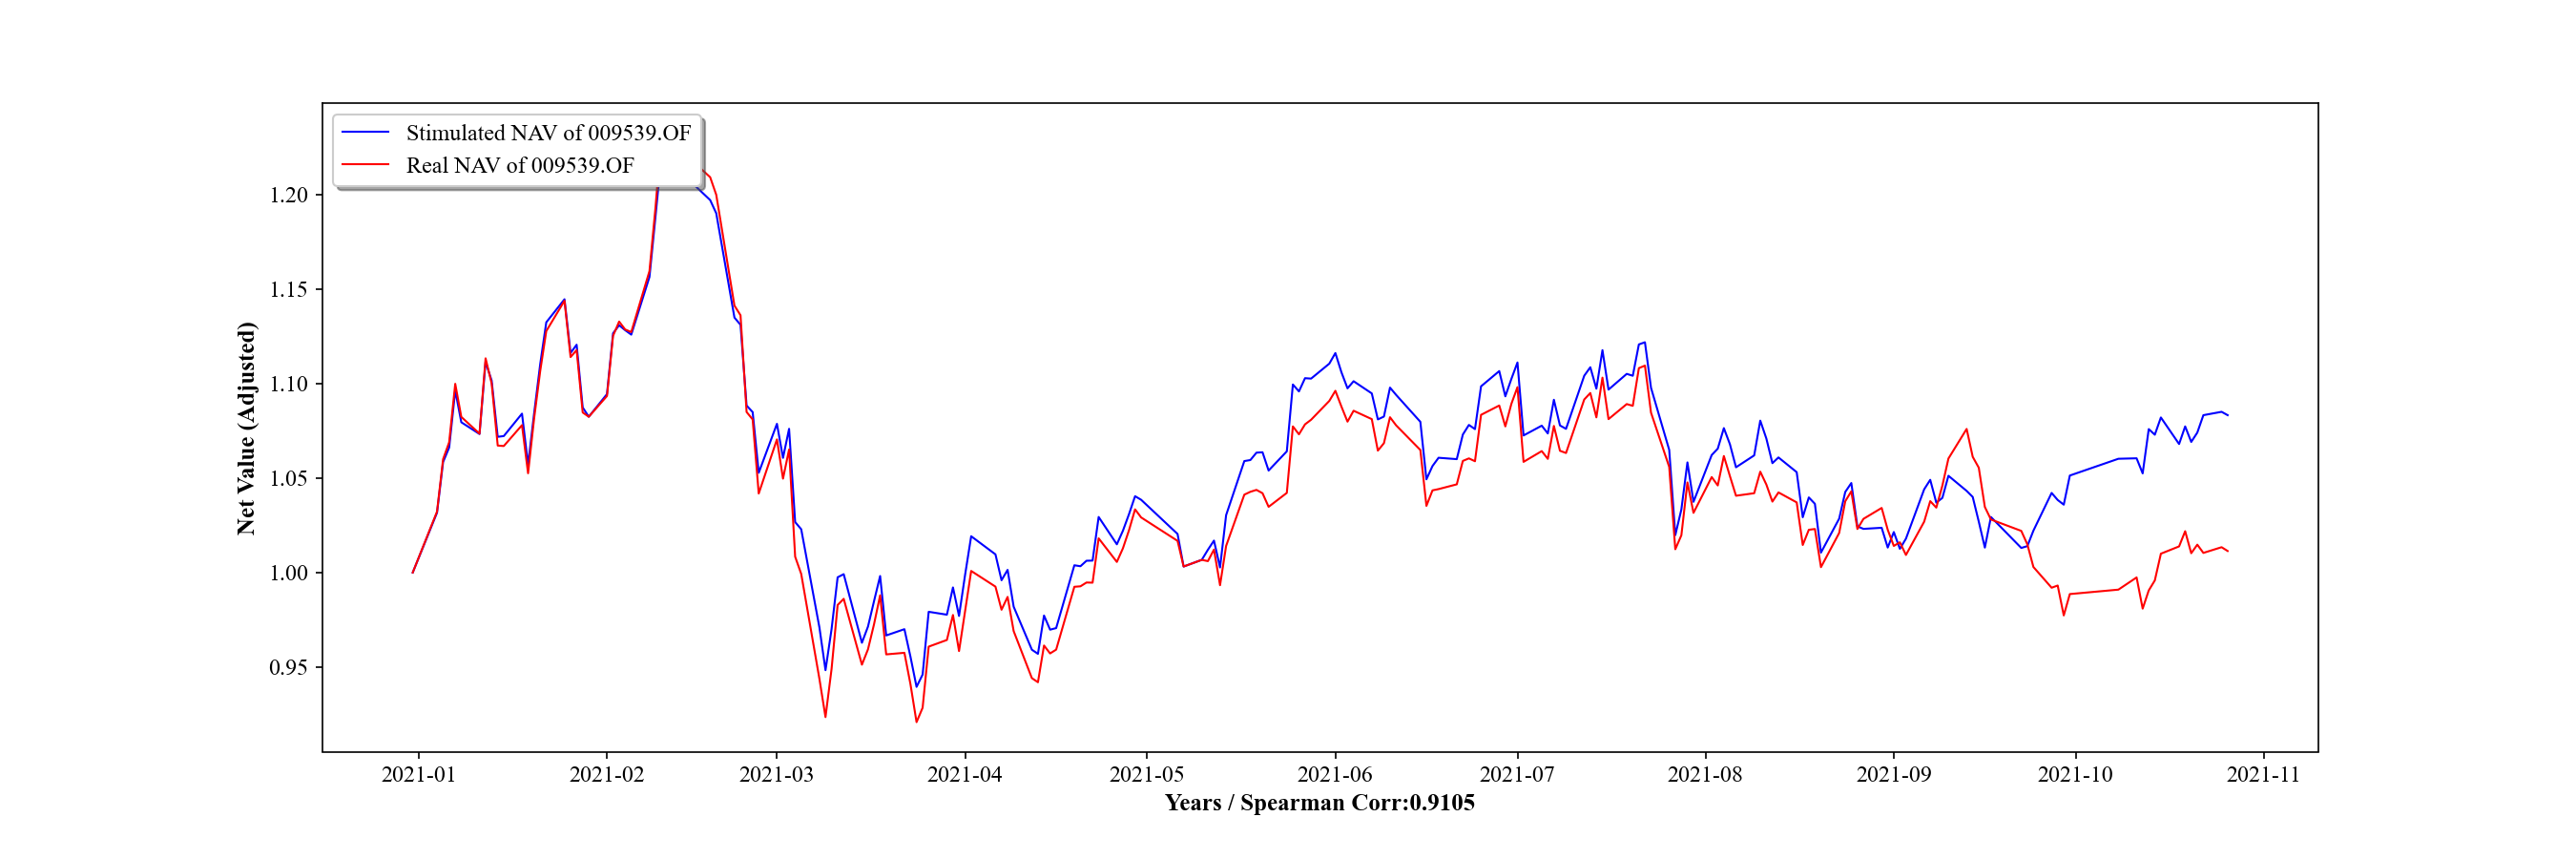 Stimulated NAV of 009539.OF
Real NAV of 009539.OF
Net Value (Adjusted)
1.20
1.15
1.10
1.05
1.00
0.95
2021-01 2021-02 2021-03 2021-04 2021-05 2021-06 2021-07 2021-08 2021-09 2021-10 2021-11
Years / Spearman Corr:0.9105